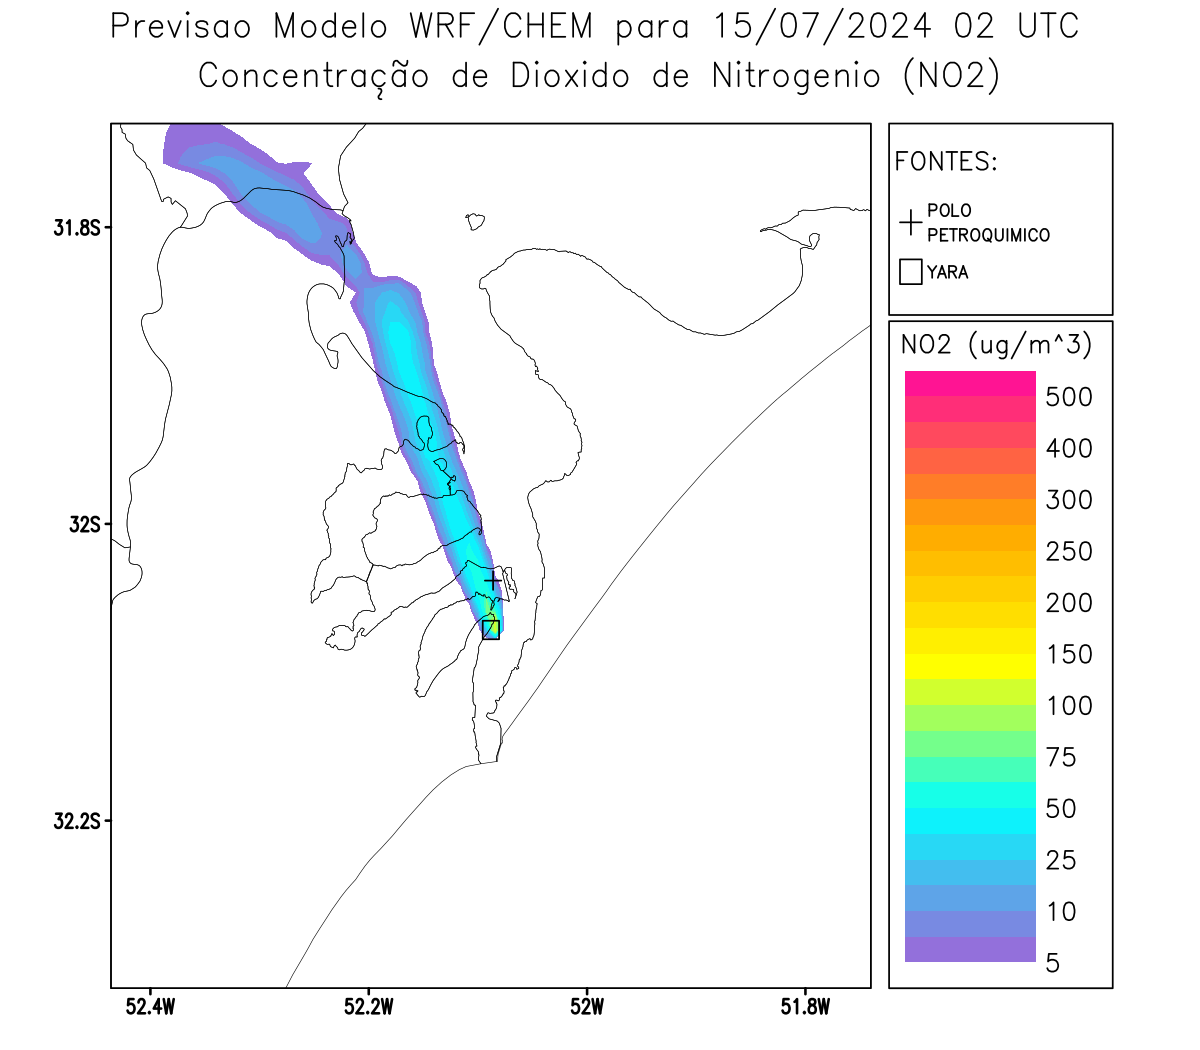 Previsao Modelo WRF/CHEM para 15/07/2024 02 UTC
Concentração de Dioxido de Nitrogenio (NO2)
FONTES:
POLO
PETROQUIMICO
YARA
31.8S
32S
32.2S
52.4W
52.2W
52W
51.8W
NO2 (ug/m^3)
500
400
300
250
200
150
100
75
50
25
10
5